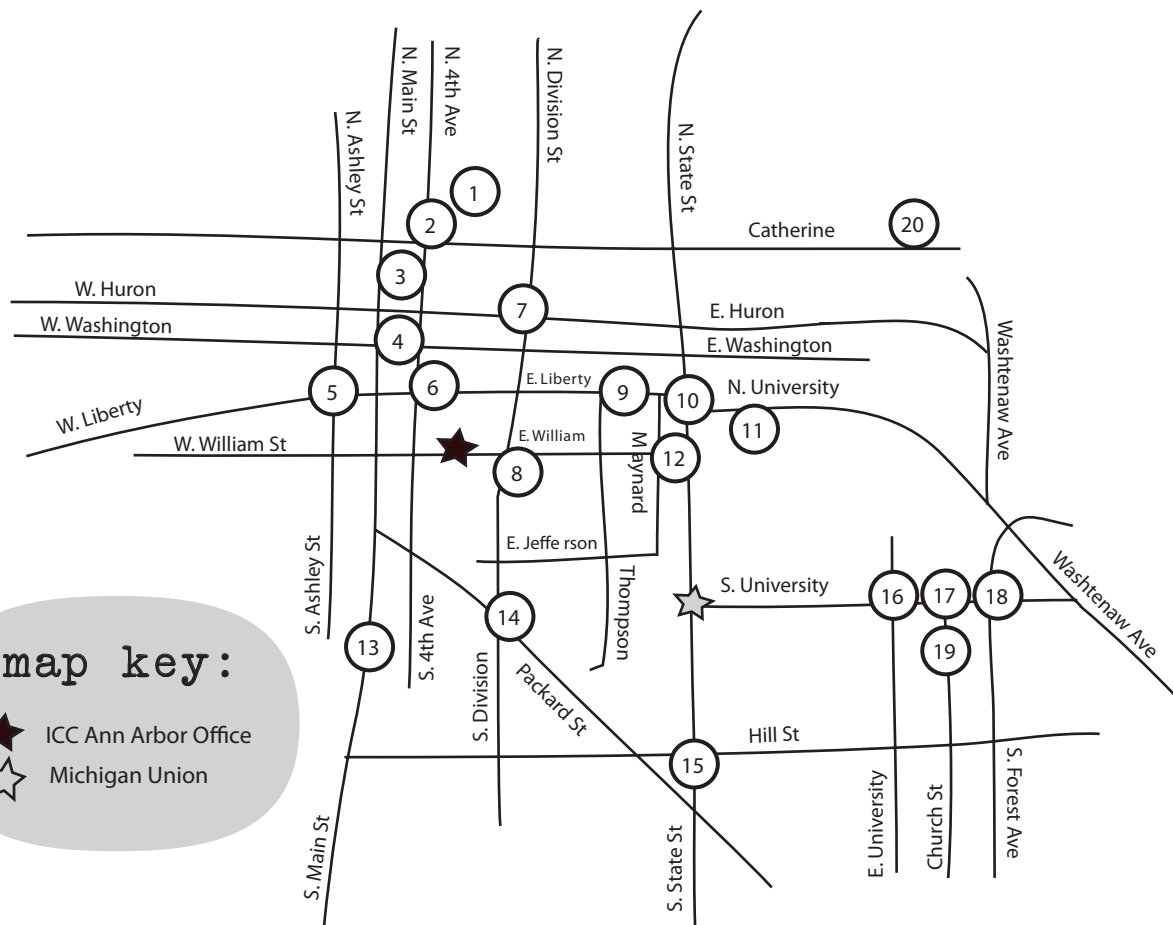 N. Main St
N. 4th Ave
N. Division St
N. Ashley St
N. State St
1
2
Catherine
20
3
W. Huron
7
E. Huron
W. Washington
4
E. Washington
Washtenaw Ave
5
6
E. Liberty
9
10
N. University
W. Liberty
11
W. William St
E. William
8
Maynard
12
S. Ashley St
E. Jeffe rson
Thompson
S. University
16
17
18
Washtenaw Ave
S. 4th Ave
14
13
19
map key:
S. Division
Packard St
ICC Ann Arbor Office
Hill St
Michigan Union
15
S. Main St
S. State St
E. University
Church St
S. Forest Ave